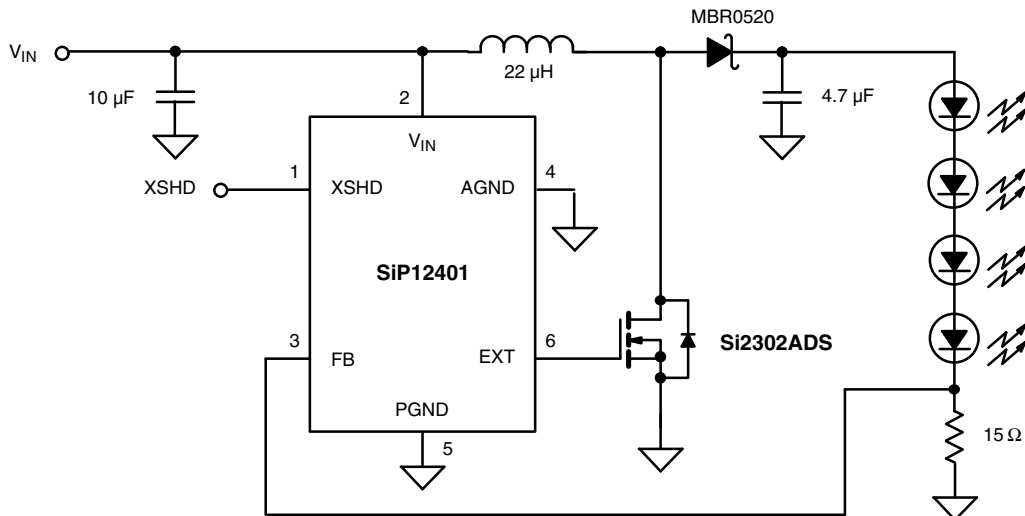 MBR0520
VIN
22 µH
10 µF
2
4.7 µF
VIN
1
4
XSHD
XSHD
AGND
SiP12401
3
6
Si2302ADS
FB
EXT
PGND
5
15 Ω